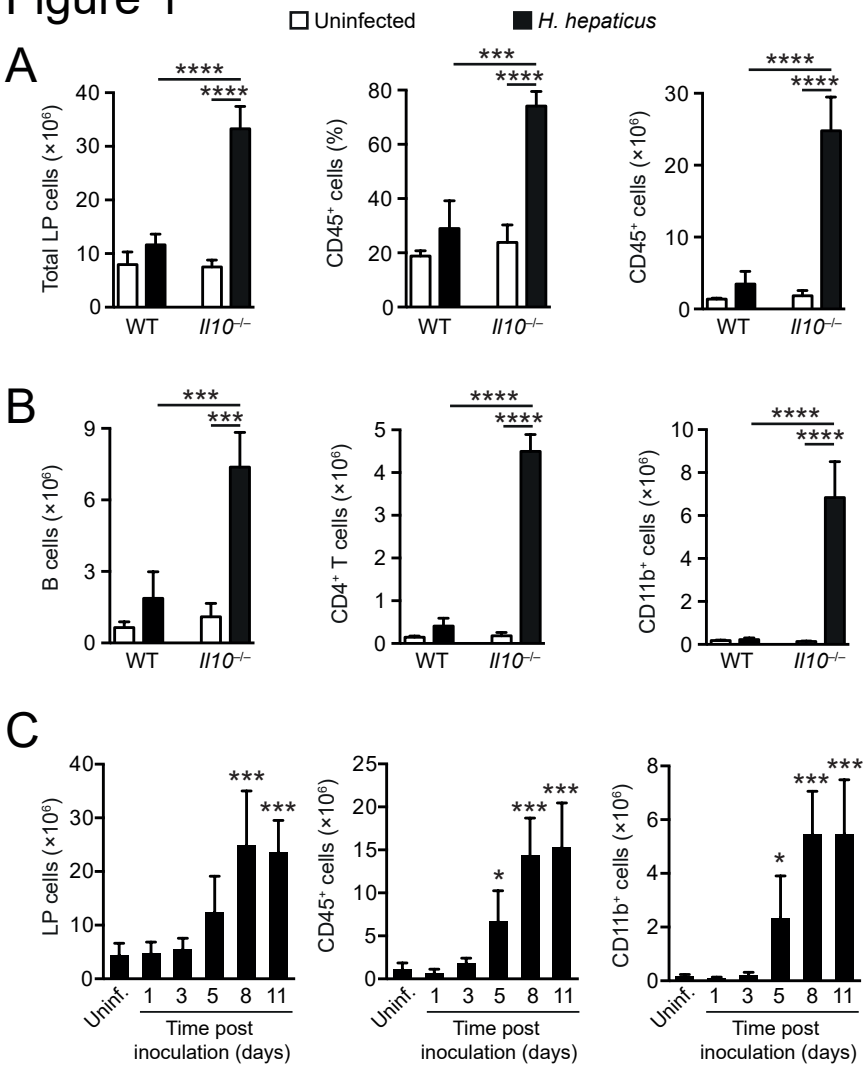 Figure 1
Uninfected
H. hepaticus
A
****
****
Total LP cells (×10⁶)
40
30
20
10
0
WT
Il10⁻/⁻
***
****
CD45⁺ cells (%)
80
60
40
20
0
WT
Il10⁻/⁻
****
****
CD45⁺ cells (×10⁶)
30
20
10
0
WT
Il10⁻/⁻
B
***
***
B cells (×10⁶)
9
6
3
0
WT
Il10⁻/⁻
****
****
CD4⁺ T cells (×10⁶)
5
4
3
2
1
0
WT
Il10⁻/⁻
****
****
CD11b⁺ cells (×10⁶)
10
8
6
4
2
0
WT
Il10⁻/⁻
C
***
***
LP cells (×10⁶)
40
30
20
10
0
Uninf. 1 3 5 8 11
Time post
inoculation (days)
*
***
***
CD45⁺ cells (×10⁶)
25
20
15
10
5
0
Uninf. 1 3 5 8 11
Time post
inoculation (days)
*
***
***
CD11b⁺ cells (×10⁶)
8
6
4
2
0
Uninf. 1 3 5 8 11
Time post
inoculation (days)